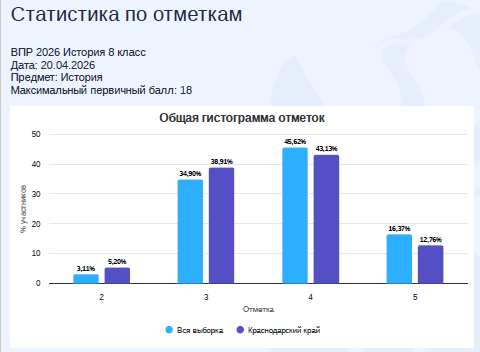 Статистика по отметкам
ВПР 2026 История 8 класс
Дата: 20.04.2026
Предмет: История
Максимальный первичный балл: 18
Общая гистограмма отметок
% участников
50
40
30
20
10
0
3,11%
5,20%
34,90%
38,91%
45,62%
43,13%
16,37%
12,76%
2
3
4
5
Отметка
Вся выборка
Краснодарский край